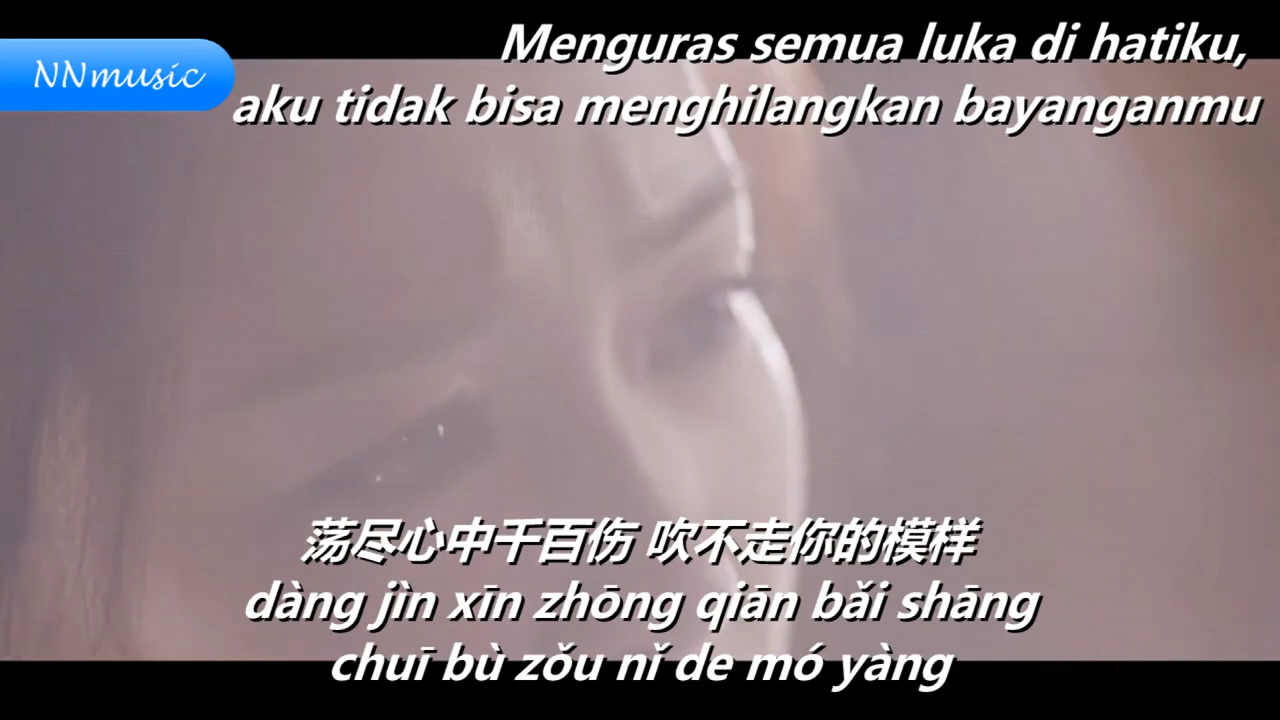 Menguras semua luka di hatiku,
NNmusic
aku tidak bisa menghilangkan bayanganmu
荡尽心中千百伤 吹不走你的模样
dàng jìn xīn zhōng qiān bǎi shāng
chuī bù zǒu nǐ de mó yàng